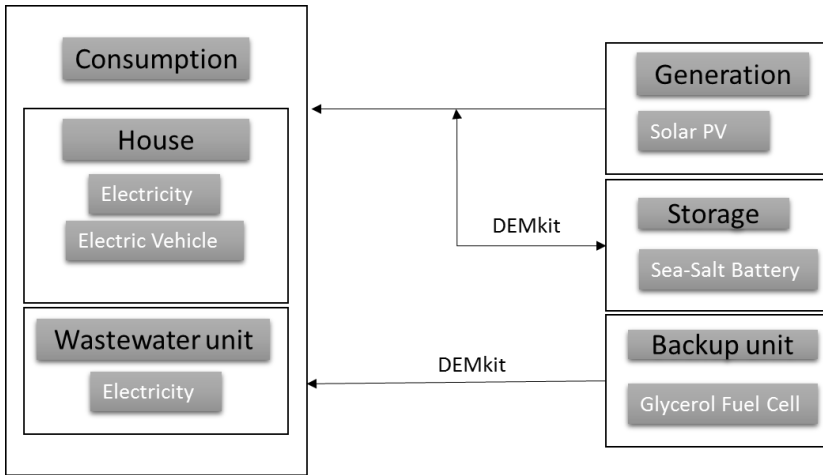 Consumption
House
Electricity
Electric Vehicle
Wastewater unit
Electricity
DEMkit
DEMkit
Generation
Solar PV
Storage
Sea-Salt Battery
Backup unit
Glycerol Fuel Cell